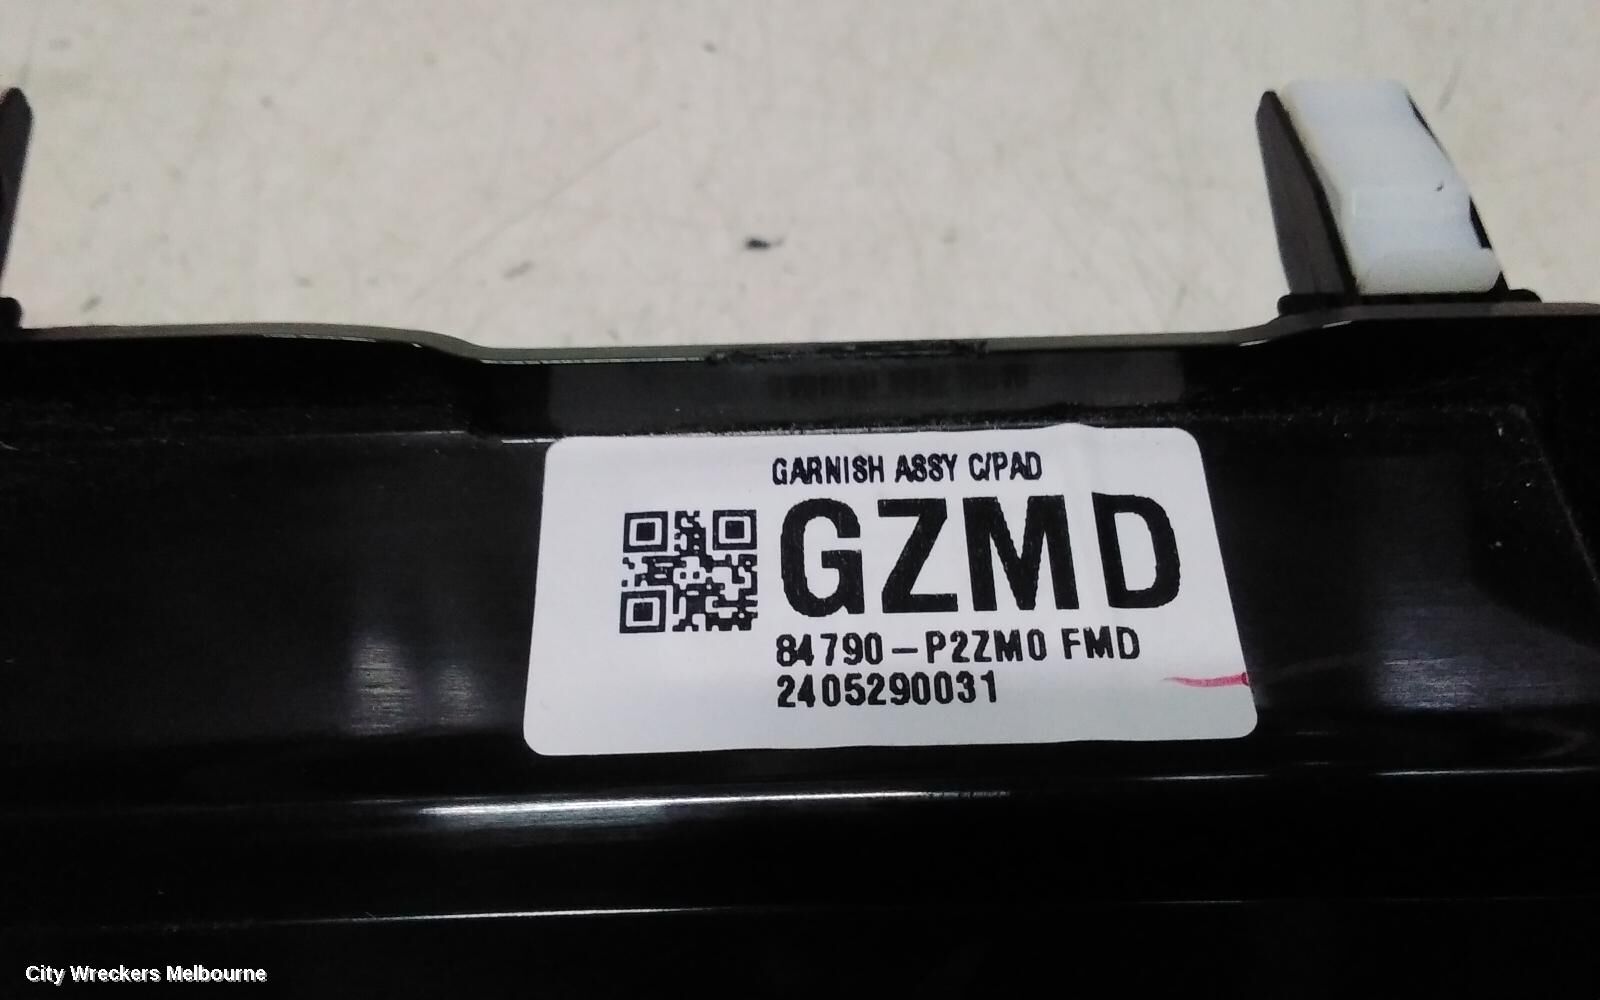 GARNISH ASSY C/PAD
GZMD
84790-P2ZM0 FMD
2405290031
City Wreckers Melbourne